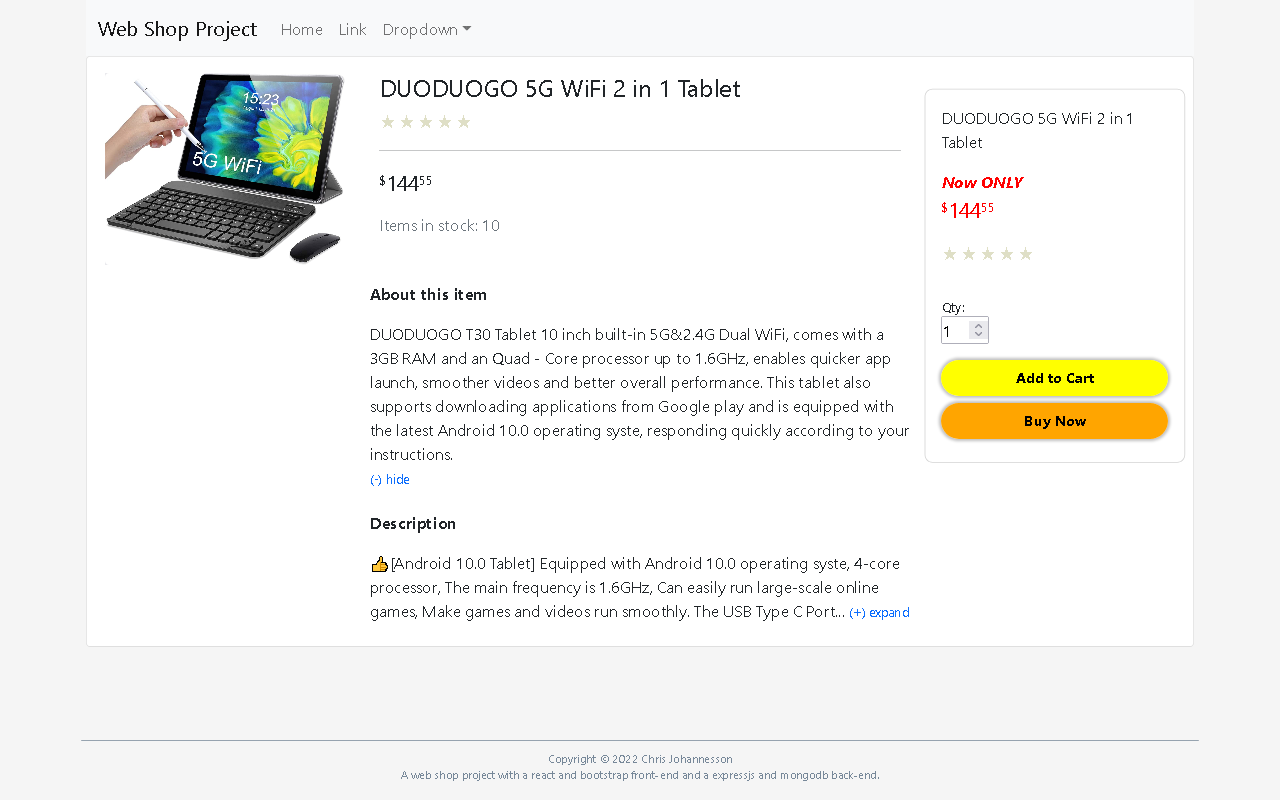 Web Shop Project Home Link Dropdown
15:23
5G WiFi
DUODUOGO 5G WiFi 2 in 1 Tablet
$14455
Items in stock: 10
About this item
DUODUOGO T30 Tablet 10 inch built-in 5G&2.4G Dual WiFi, comes with a
3GB RAM and an Quad - Core processor up to 1.6GHz, enables quicker app
launch, smoother videos and better overall performance. This tablet also
supports downloading applications from Google play and is equipped with
the latest Android 10.0 operating syste, responding quickly according to your
instructions.
(-) hide
Description
👍[Android 10.0 Tablet] Equipped with Android 10.0 operating syste, 4-core
processor, The main frequency is 1.6GHz, Can easily run large-scale online
games, Make games and videos run smoothly. The USB Type C Port... (+) expand
DUODUOGO 5G WiFi 2 in 1
Tablet
Now ONLY
$14455
Qty:
1
Add to Cart
Buy Now
Copyright © 2022 Chris Johannesson
A web shop project with a react and bootstrap front-end and a expressjs and mongodb back-end.